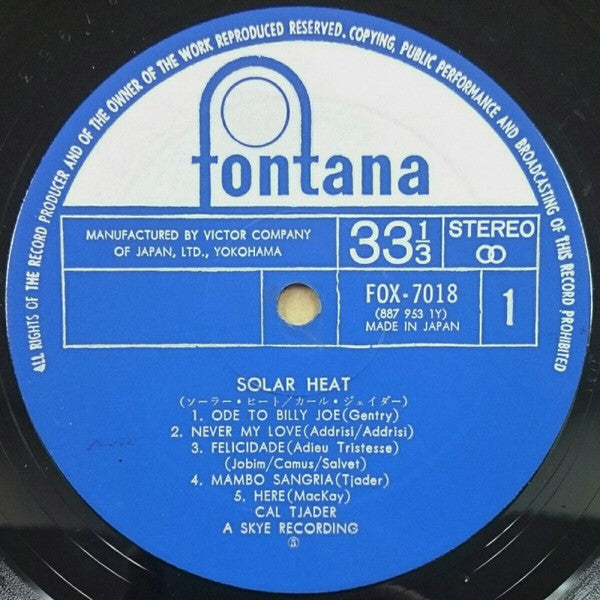 ALL RIGHTS OF THE RECORD PRODUCER AND OF THE OWNER OF THE WORK REPRODUCED RESERVED. COPYING, PUBLIC PERFORMANCE AND BROADCASTING OF THIS RECORD PROHIBITED
fontana
MANUFACTURED BY VICTOR COMPANY
OF JAPAN, LTD., YOKOHAMA
33 1/3
STEREO
FOX-7018
(887 953 1Y)
MADE IN JAPAN
1
SOLAR HEAT
(ソーラー・ヒート/カール・ジェイダー)
1. ODE TO BILLY JOE(Gentry)
2. NEVER MY LOVE(Addrisi/Addrisi)
3. FELICIDADE(Adieu Tristesse)
(Jobim/Camus/Salvet)
4. MAMBO SANGRIA(Tjader)
5. HERE(MacKay)
CAL TJADER
A SKYE RECORDING